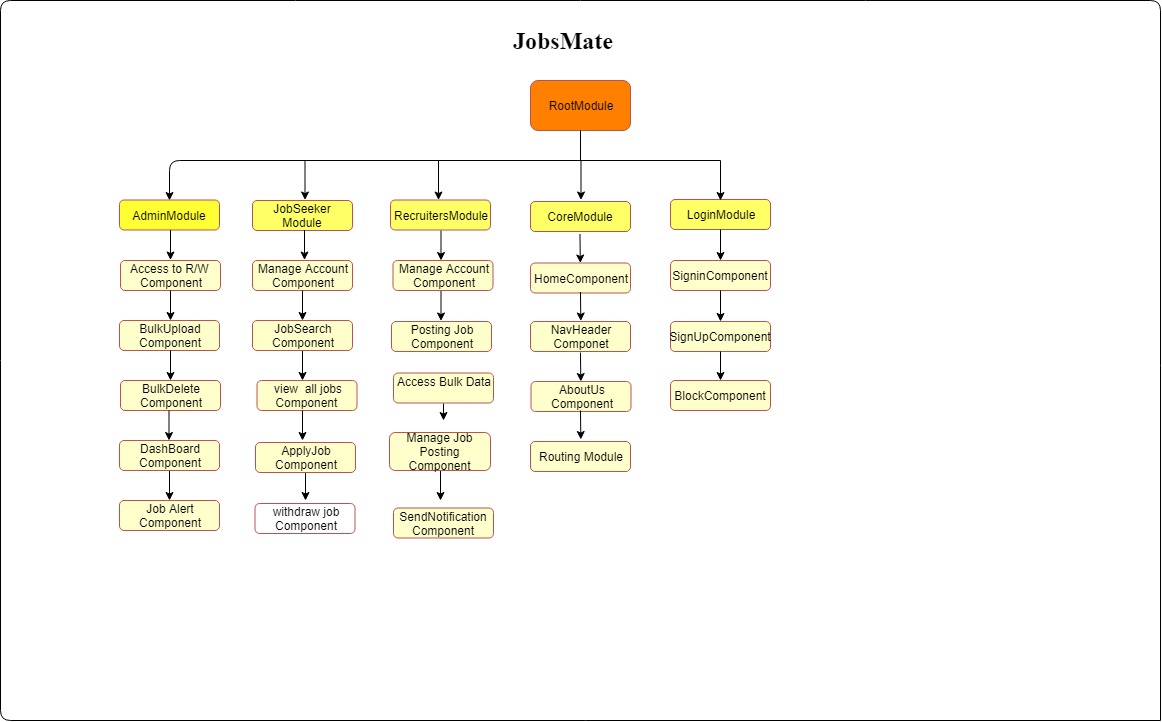 JobsMate
RootModule
AdminModule
JobSeeker
Module
RecruitersModule
CoreModule
LoginModule
Access to R/W
Component
Manage Account
Component
Manage Account
Component
HomeComponent
SigninComponent
BulkUpload
Component
JobSearch
Component
Posting Job
Component
NavHeader
Componet
SignUpComponent
BulkDelete
Component
view  all jobs
Component
Access Bulk Data
AboutUs
Component
BlockComponent
DashBoard
Component
ApplyJob
Component
Manage Job
Posting
Component
Routing Module
Job Alert
Component
withdraw job
Component
SendNotification
Component